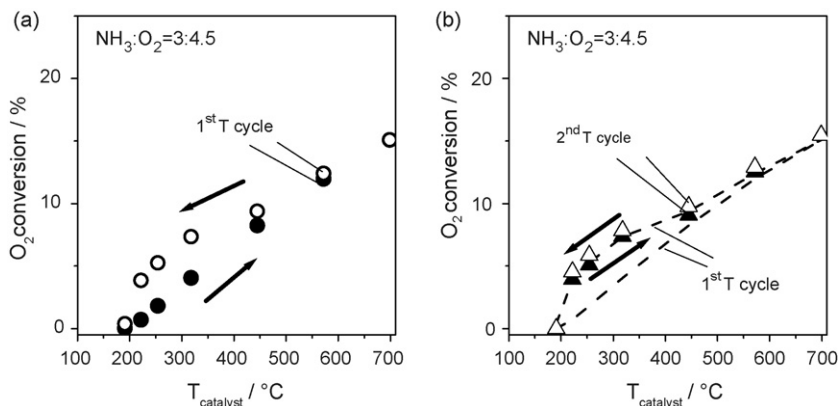 (a)
NH₃:O₂=3:4.5
20
10
0
O₂ conversion / %
1ˢᵗ T cycle
100 200 300 400 500 600 700
T_catalyst / °C
(b)
NH₃:O₂=3:4.5
20
10
0
O₂ conversion / %
2ⁿᵈ T cycle
1ˢᵗ T cycle
100 200 300 400 500 600 700
T_catalyst / °C